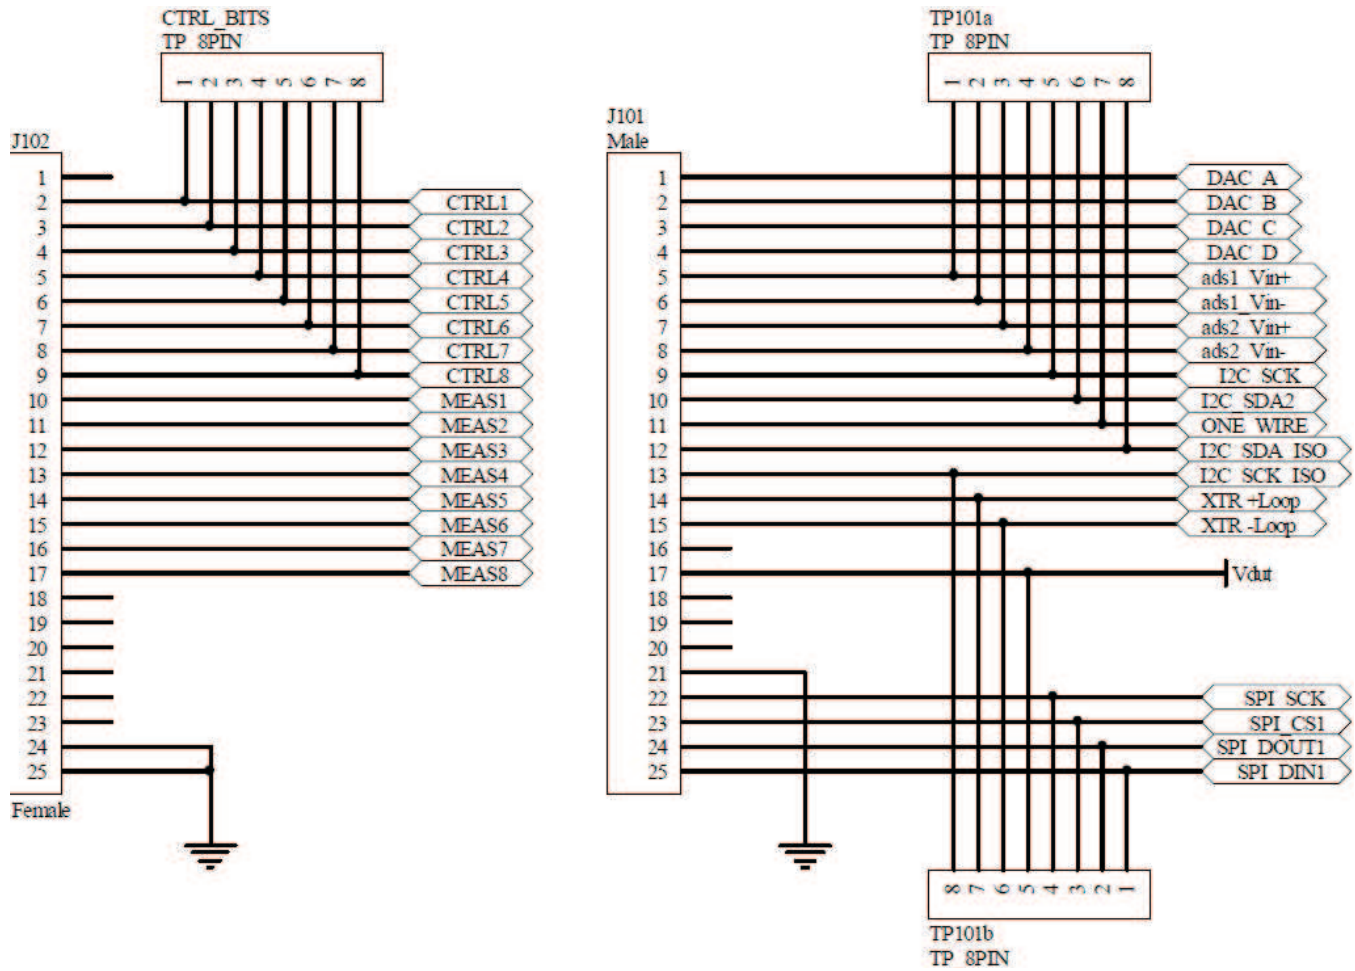 CTRL_BITS
TP_8PIN
1 2 3 4 5 6 7 8
J102
1
2 CTRL1
3 CTRL2
4 CTRL3
5 CTRL4
6 CTRL5
7 CTRL6
8 CTRL7
9 CTRL8
10 MEAS1
11 MEAS2
12 MEAS3
13 MEAS4
14 MEAS5
15 MEAS6
16 MEAS7
17 MEAS8
18
19
20
21
22
23
24
25
Female
TP101a
TP_8PIN
1 2 3 4 5 6 7 8
J101
Male
1 DAC_A
2 DAC_B
3 DAC_C
4 DAC_D
5 ads1_Vin+
6 ads1_Vin-
7 ads2_Vin+
8 ads2_Vin-
9 I2C_SCK
10 I2C_SDA2
11 ONE_WIRE
12 I2C_SDA_ISO
13 I2C_SCK_ISO
14 XTR +Loop
15 XTR -Loop
16
17 Vdut
18
19
20
21
22 SPI_SCK
23 SPI_CS1
24 SPI_DOUT1
25 SPI_DIN1
8 7 6 5 4 3 2 1
TP101b
TP_8PIN